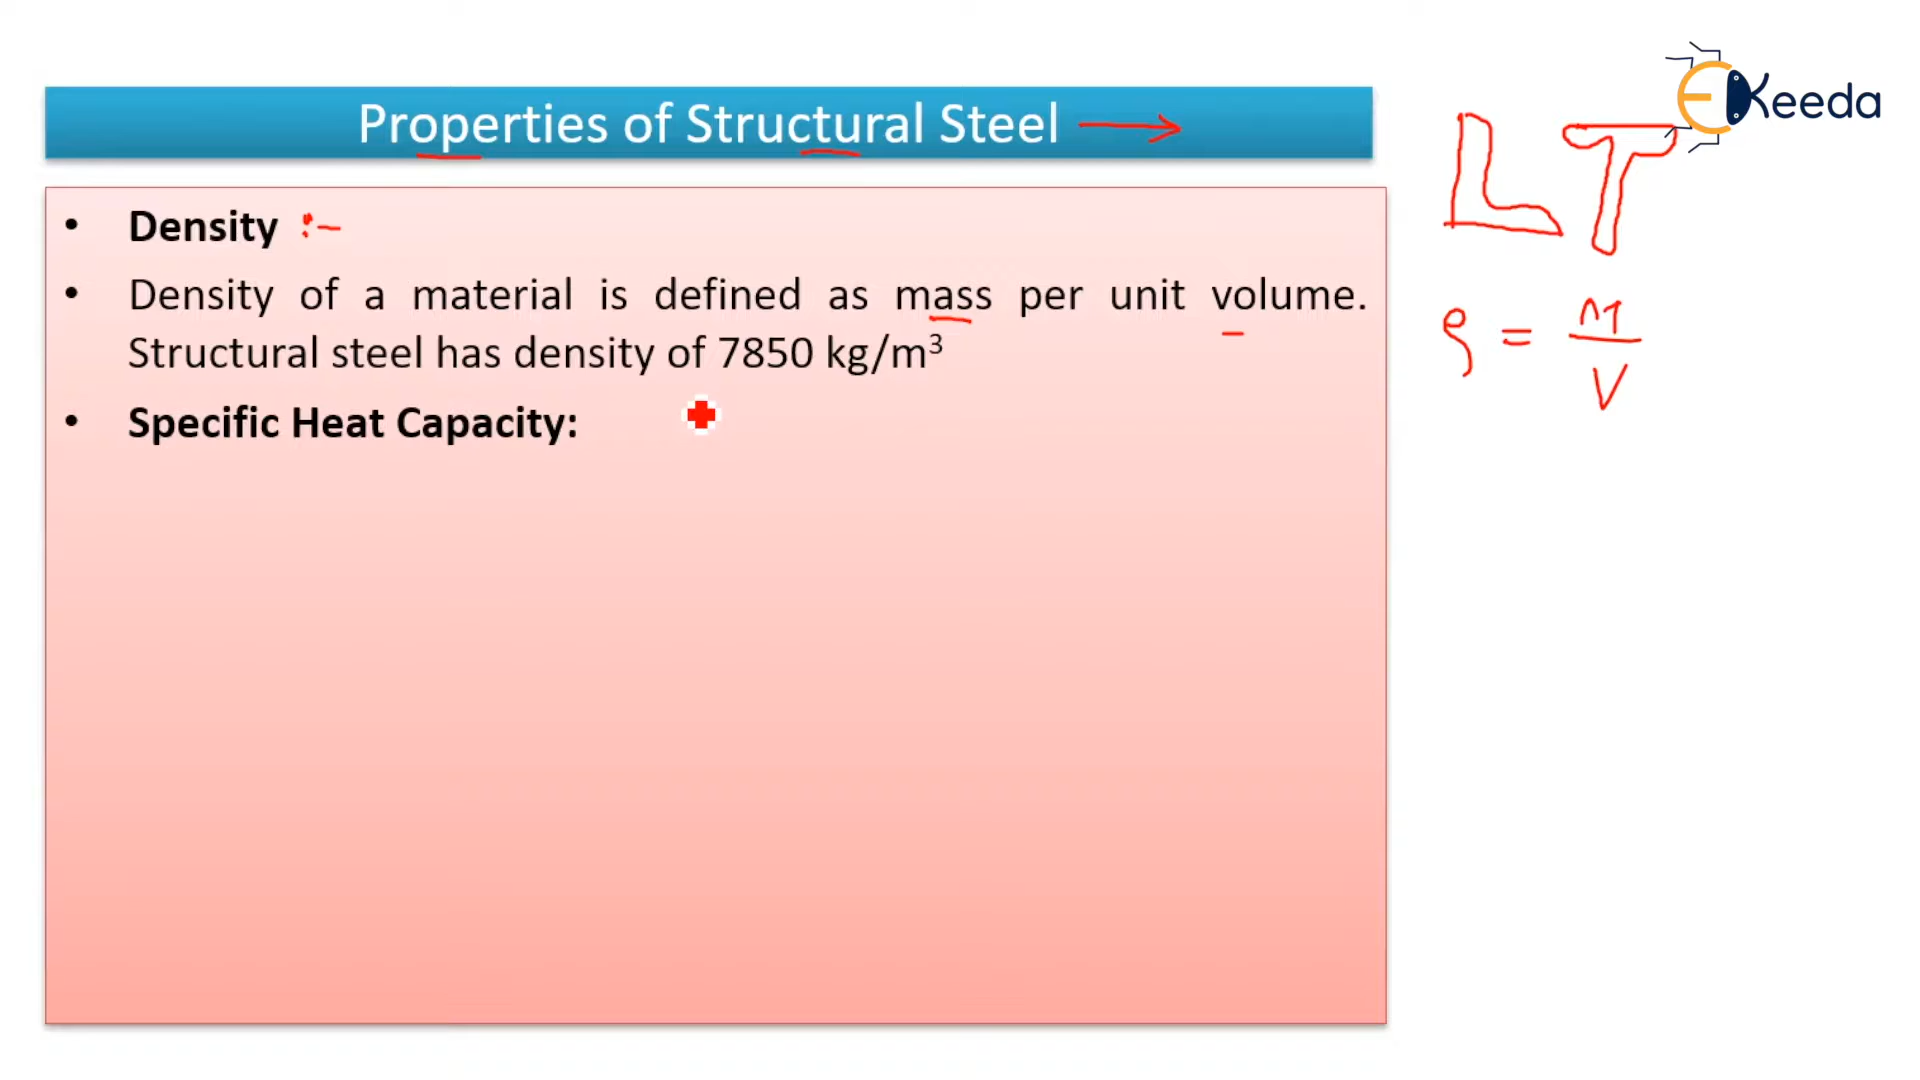 Properties of Structural Steel
EKeeda
LT
• Density :-
• Density of a material is defined as mass per unit volume.
Structural steel has density of 7850 kg/m³
ρ = M
V
• Specific Heat Capacity: